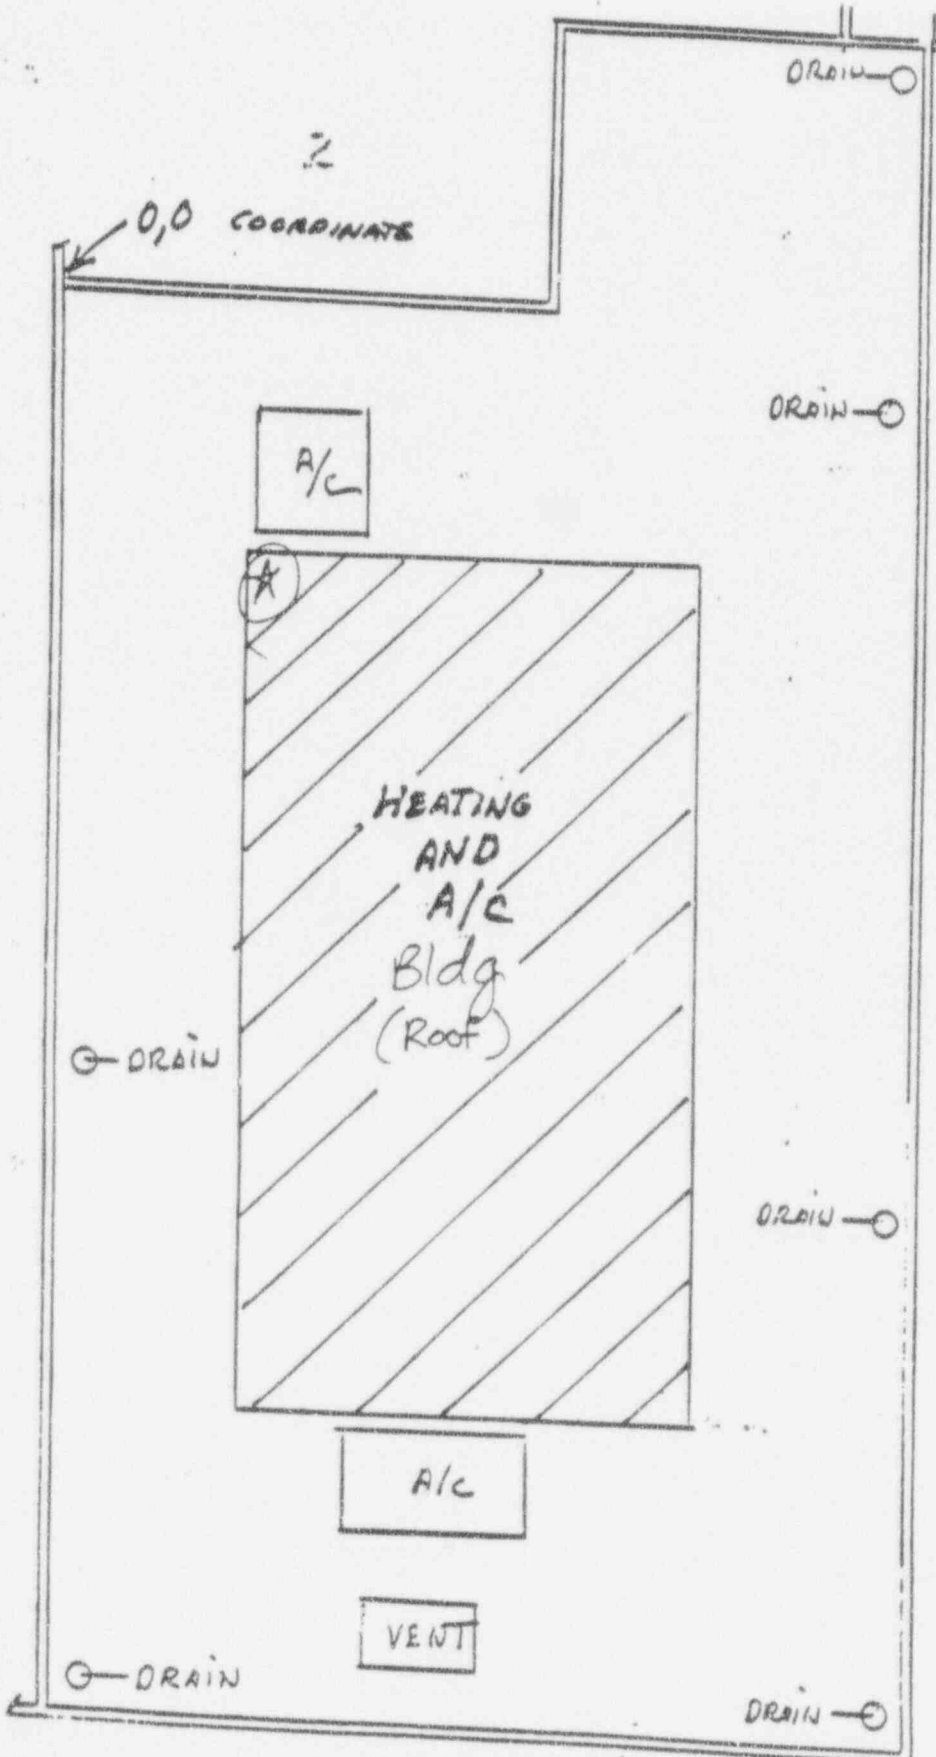 DRAIN
0,0 COORDINATE
DRAIN
A/C
HEATING
AND
A/C
Bldg
(Roof)
DRAIN
DRAIN
A/C
VENT
DRAIN
DRAIN